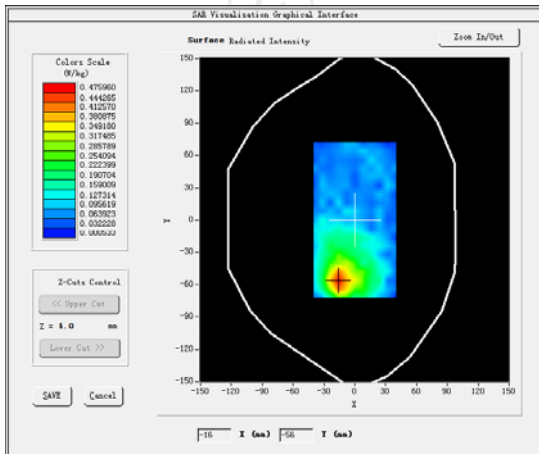 SAR Visualisation Graphical Interface
Surface Radiated Intensity
Zoom In/Out
Colors Scale
(W/kg)
0.475960
0.444265
0.412570
0.380875
0.349180
0.317485
0.285789
0.254094
0.222399
0.190704
0.159009
0.127314
0.095619
0.063923
0.032228
0.000533
150
120
90
60
30
0
-30
-60
-90
-120
-150
Y
-150 -120 -90 -60 -30 0 30 60 90 120 150
X
Z-Cuts Control
<< Upper Cut
Z = 4.0 mm
Lower Cut >>
SAVE
Cancel
-16 X (mm) -56 Y (mm)